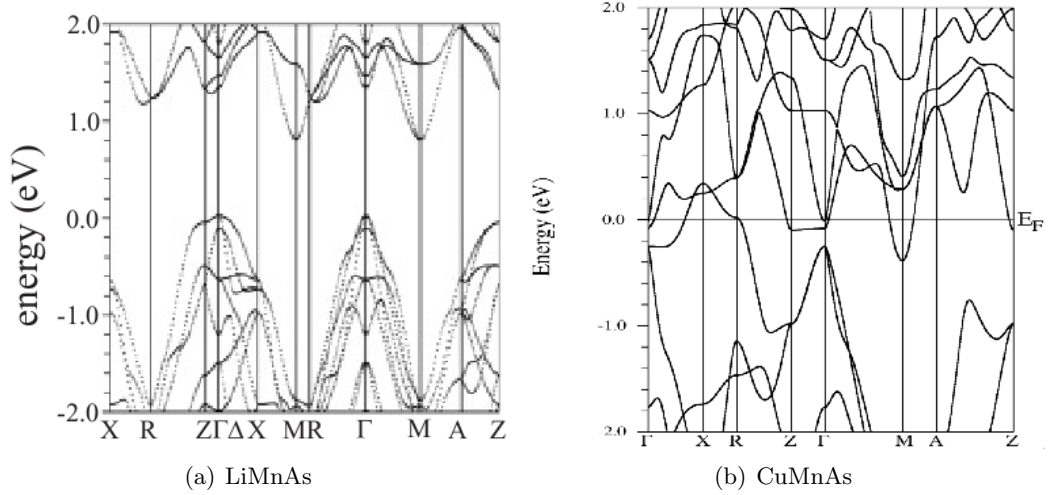 2.0
1.0
0.0
-1.0
-2.0
energy (eV)
X R Z Γ Δ X M R Γ M A Z
(a) LiMnAs
2.0
1.0
0.0
-1.0
2.0
Energy (eV)
E_F
Γ X R Z Γ M A Z
(b) CuMnAs